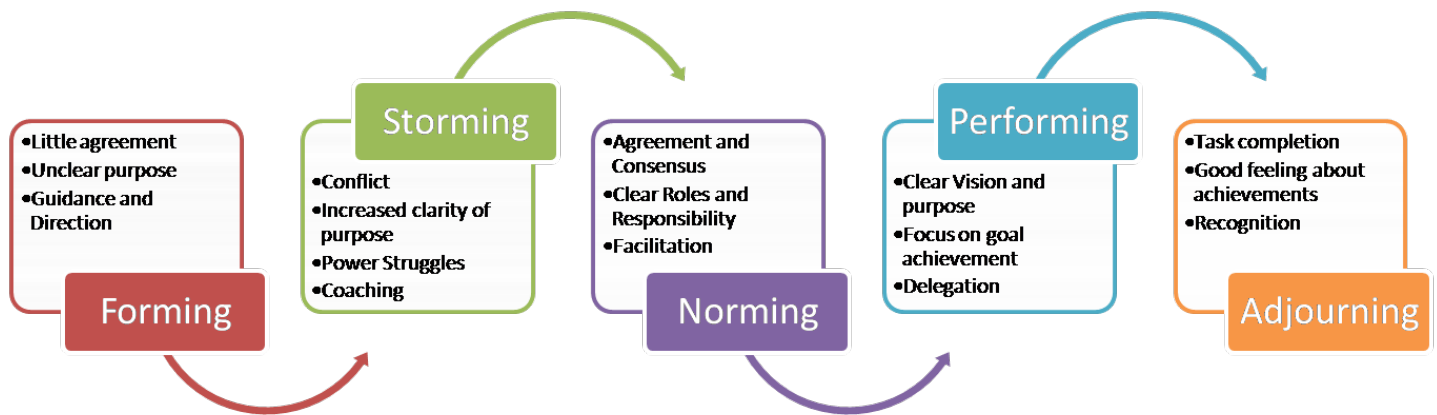 •Little agreement
•Unclear purpose
•Guidance and
Direction
Forming
Storming
•Conflict
•Increased clarity of
purpose
•Power Struggles
•Coaching
•Agreement and
Consensus
•Clear Roles and
Responsibility
•Facilitation
Norming
Performing
•Clear Vision and
purpose
•Focus on goal
achievement
•Delegation
•Task completion
•Good feeling about
achievements
•Recognition
Adjourning